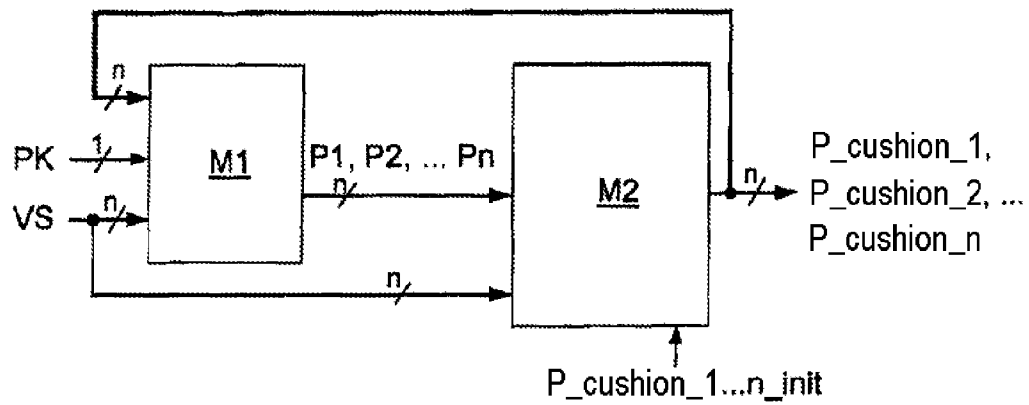 n
PK 1 M1 P1, P2, ... Pn
n
VS n
n
M2
n
P_cushion_1,
P_cushion_2, ...
P_cushion_n
P_cushion_1...n_init